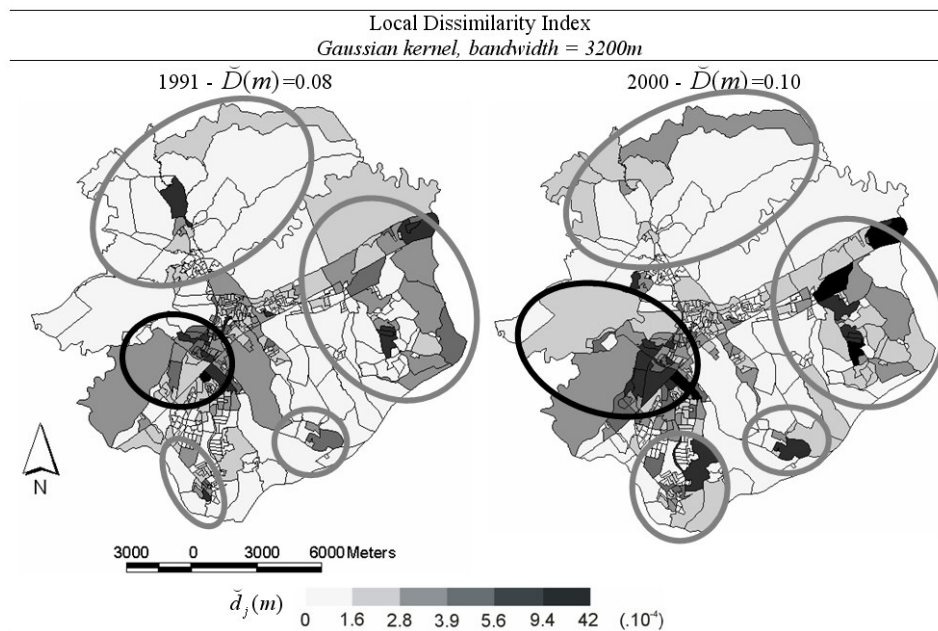 Local Dissimilarity Index
Gaussian kernel, bandwidth = 3200m
1991 - D̆(m)=0.08
2000 - D̆(m)=0.10
N
3000 0 3000 6000 Meters
d̆j(m)
0 1.6 2.8 3.9 5.6 9.4 42 (.10⁻⁴)